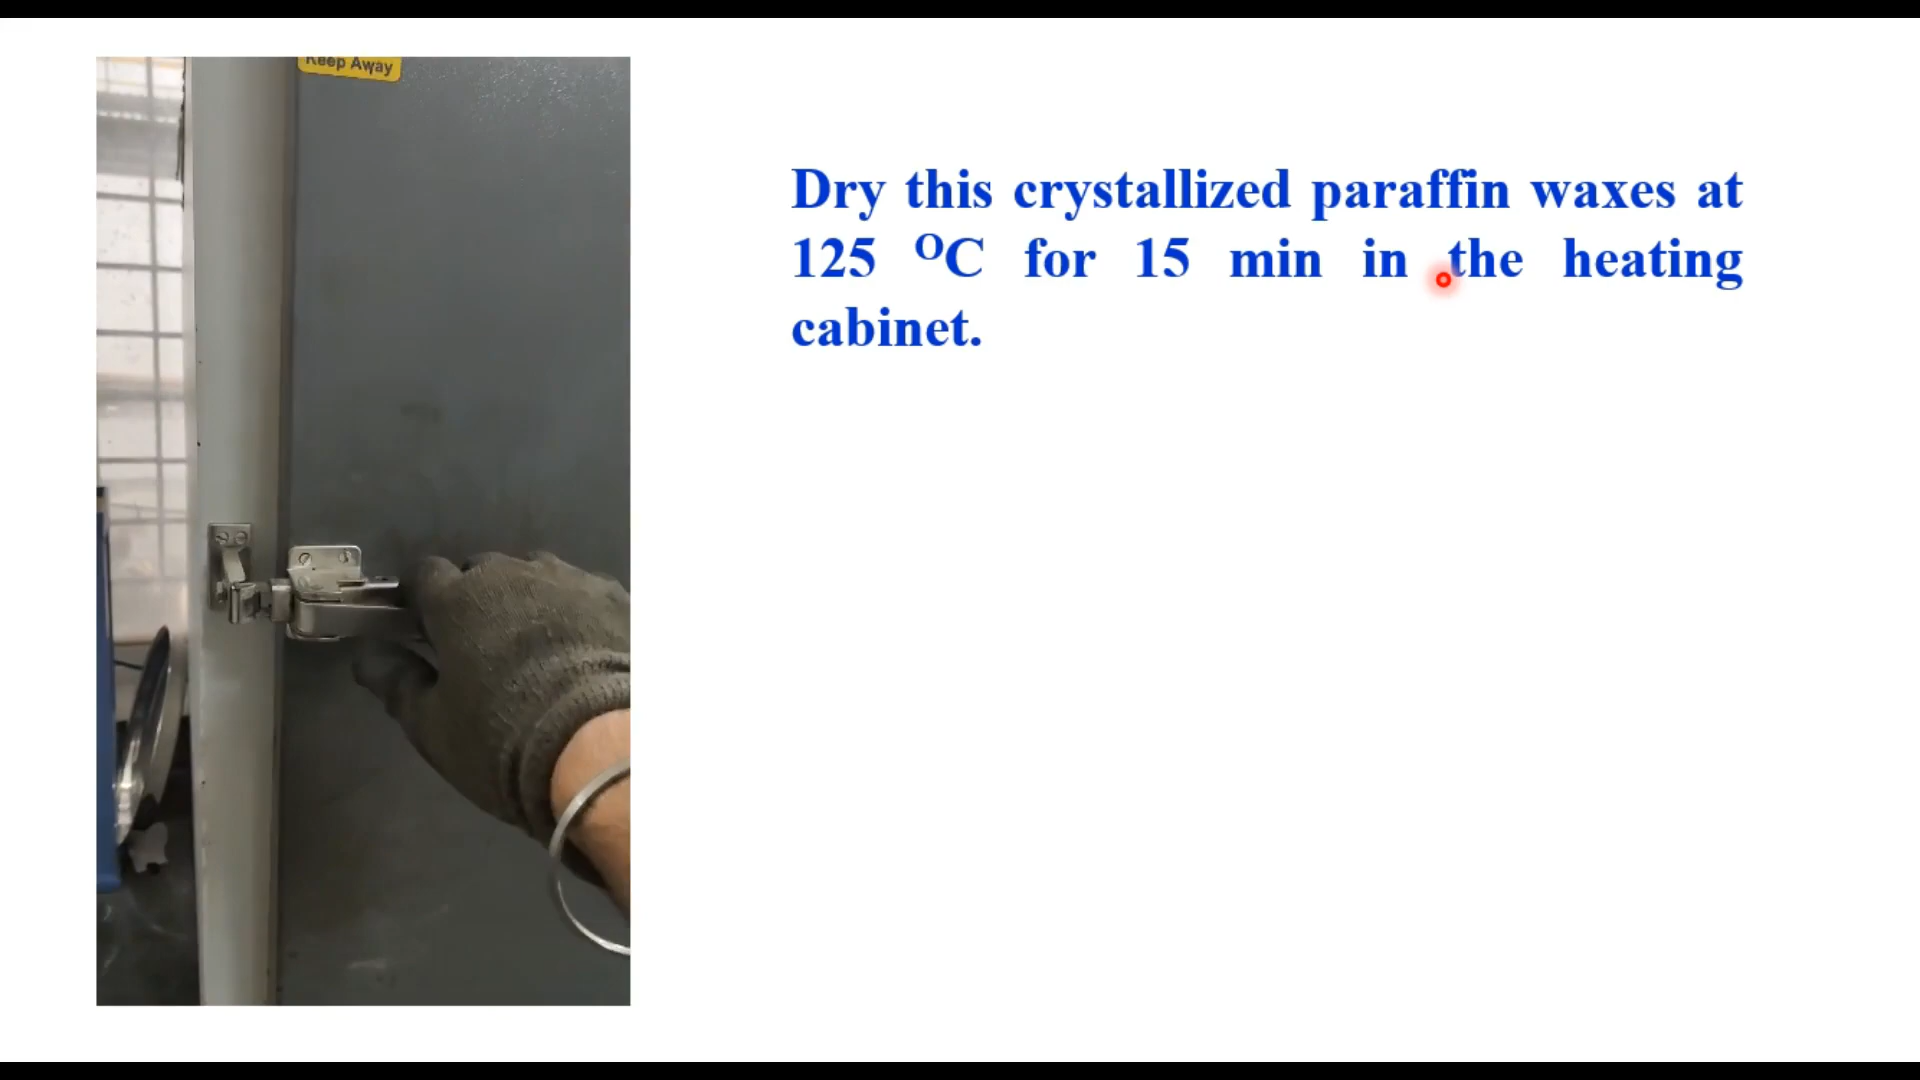 Keep Away
Dry this crystallized paraffin waxes at
125 ᴼC for 15 min in the heating
cabinet.